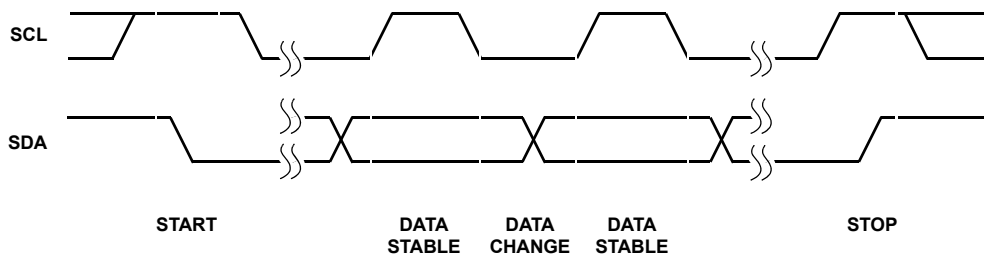 SCL
SDA
START
DATA
STABLE
DATA
CHANGE
DATA
STABLE
STOP